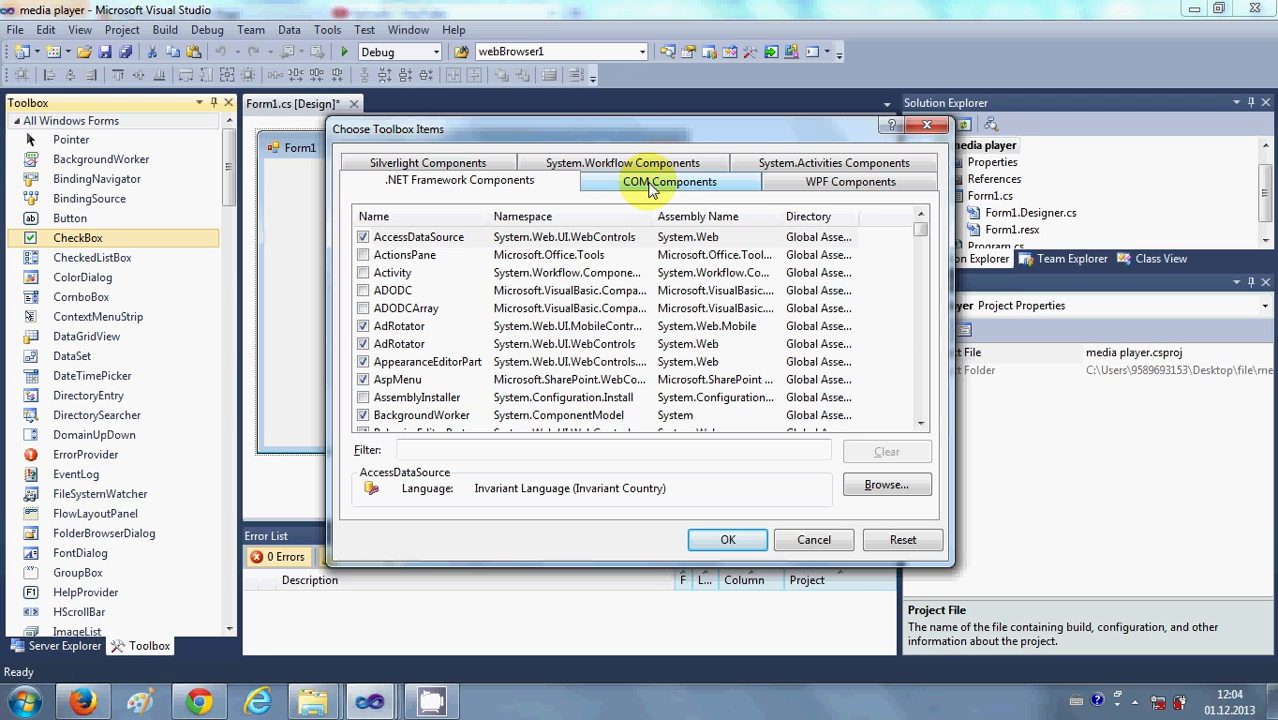 media player - Microsoft Visual Studio
File Edit View Project Build Debug Team Data Tools Test Window Help
Debug webBrowser1
Toolbox
All Windows Forms
Pointer
BackgroundWorker
BindingNavigator
BindingSource
Button
CheckBox
CheckedListBox
ColorDialog
ComboBox
ContextMenuStrip
DataGridView
DataSet
DateTimePicker
DirectoryEntry
DirectorySearcher
DomainUpDown
ErrorProvider
EventLog
FileSystemWatcher
FlowLayoutPanel
FolderBrowserDialog
FontDialog
GroupBox
HelpProvider
HScrollBar
ImageList
Server Explorer Toolbox
Form1.cs [Design]*
Form1
Choose Toolbox Items
Silverlight Components System.Workflow Components System.Activities Components
.NET Framework Components COM Components WPF Components
Name Namespace Assembly Name Directory
AccessDataSource System.Web.UI.WebControls System.Web Global Asse...
ActionsPane Microsoft.Office.Tools Microsoft.Office.Tool... Global Asse...
Activity System.Workflow.Compone... System.Workflow.Co... Global Asse...
ADODC Microsoft.VisualBasic.Compa... Microsoft.VisualBasic.... Global Asse...
ADODCArray Microsoft.VisualBasic.Compa... Microsoft.VisualBasic.... Global Asse...
AdRotator System.Web.UI.MobileContr... System.Web.Mobile Global Asse...
AdRotator System.Web.UI.WebControls System.Web Global Asse...
AppearanceEditorPart System.Web.UI.WebControls... System.Web Global Asse...
AspMenu Microsoft.SharePoint.WebCo... Microsoft.SharePoint ... Global Asse...
AssemblyInstaller System.Configuration.Install System.Configuration... Global Asse...
BackgroundWorker System.ComponentModel System Global Asse...
Filter: Clear
AccessDataSource
Language: Invariant Language (Invariant Country)
Browse...
OK Cancel Reset
Error List
0 Errors
Description F L... Column Project
Solution Explorer
media player
Properties
References
Form1.cs
Form1.Designer.cs
Form1.resx
Program.cs
Team Explorer Class View
Project Properties
media player.csproj
C:\Users\9589693153\Desktop\file\me
Project File
The name of the file containing build, configuration, and other
information about the project.
Ready
12:04
01.12.2013